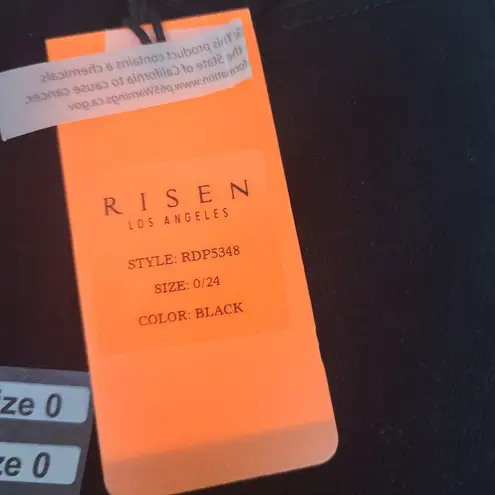 this product contains a chemicals
the State of California to cause cancer.
formation www.p65Warnings.ca.gov
RISEN
LOS ANGELES
STYLE: RDP5348
SIZE: 0/24
COLOR: BLACK
ize 0
ze 0